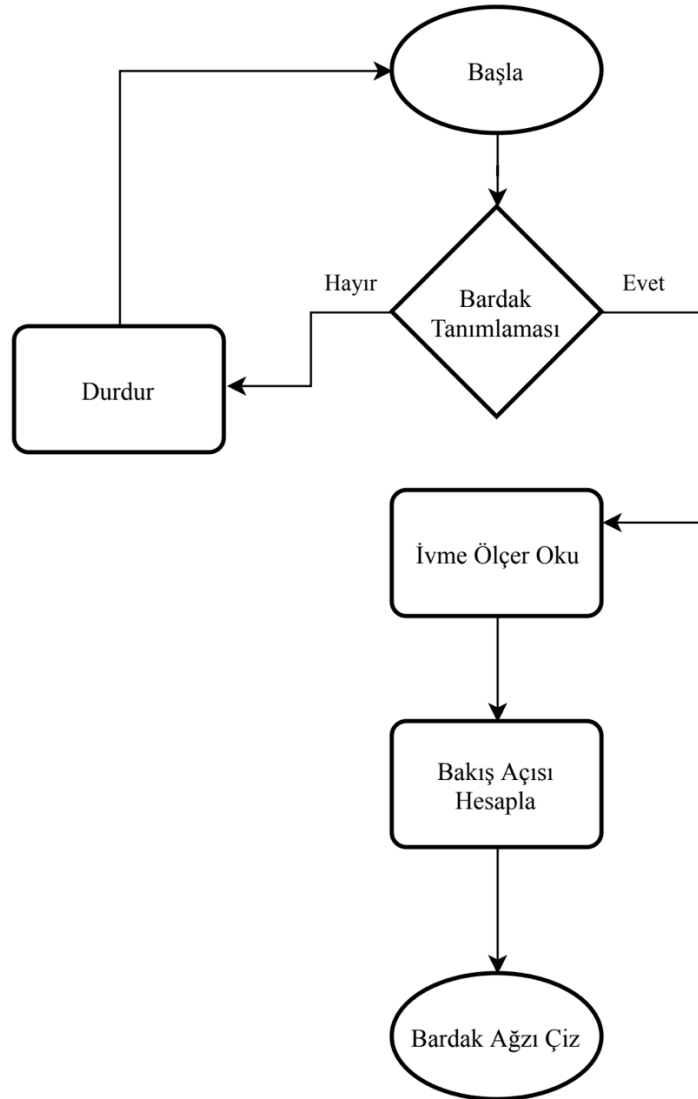 Başla
Hayır
Bardak
Tanımlaması
Evet
Durdur
İvme Ölçer Oku
Bakış Açısı
Hesapla
Bardak Ağzı Çiz